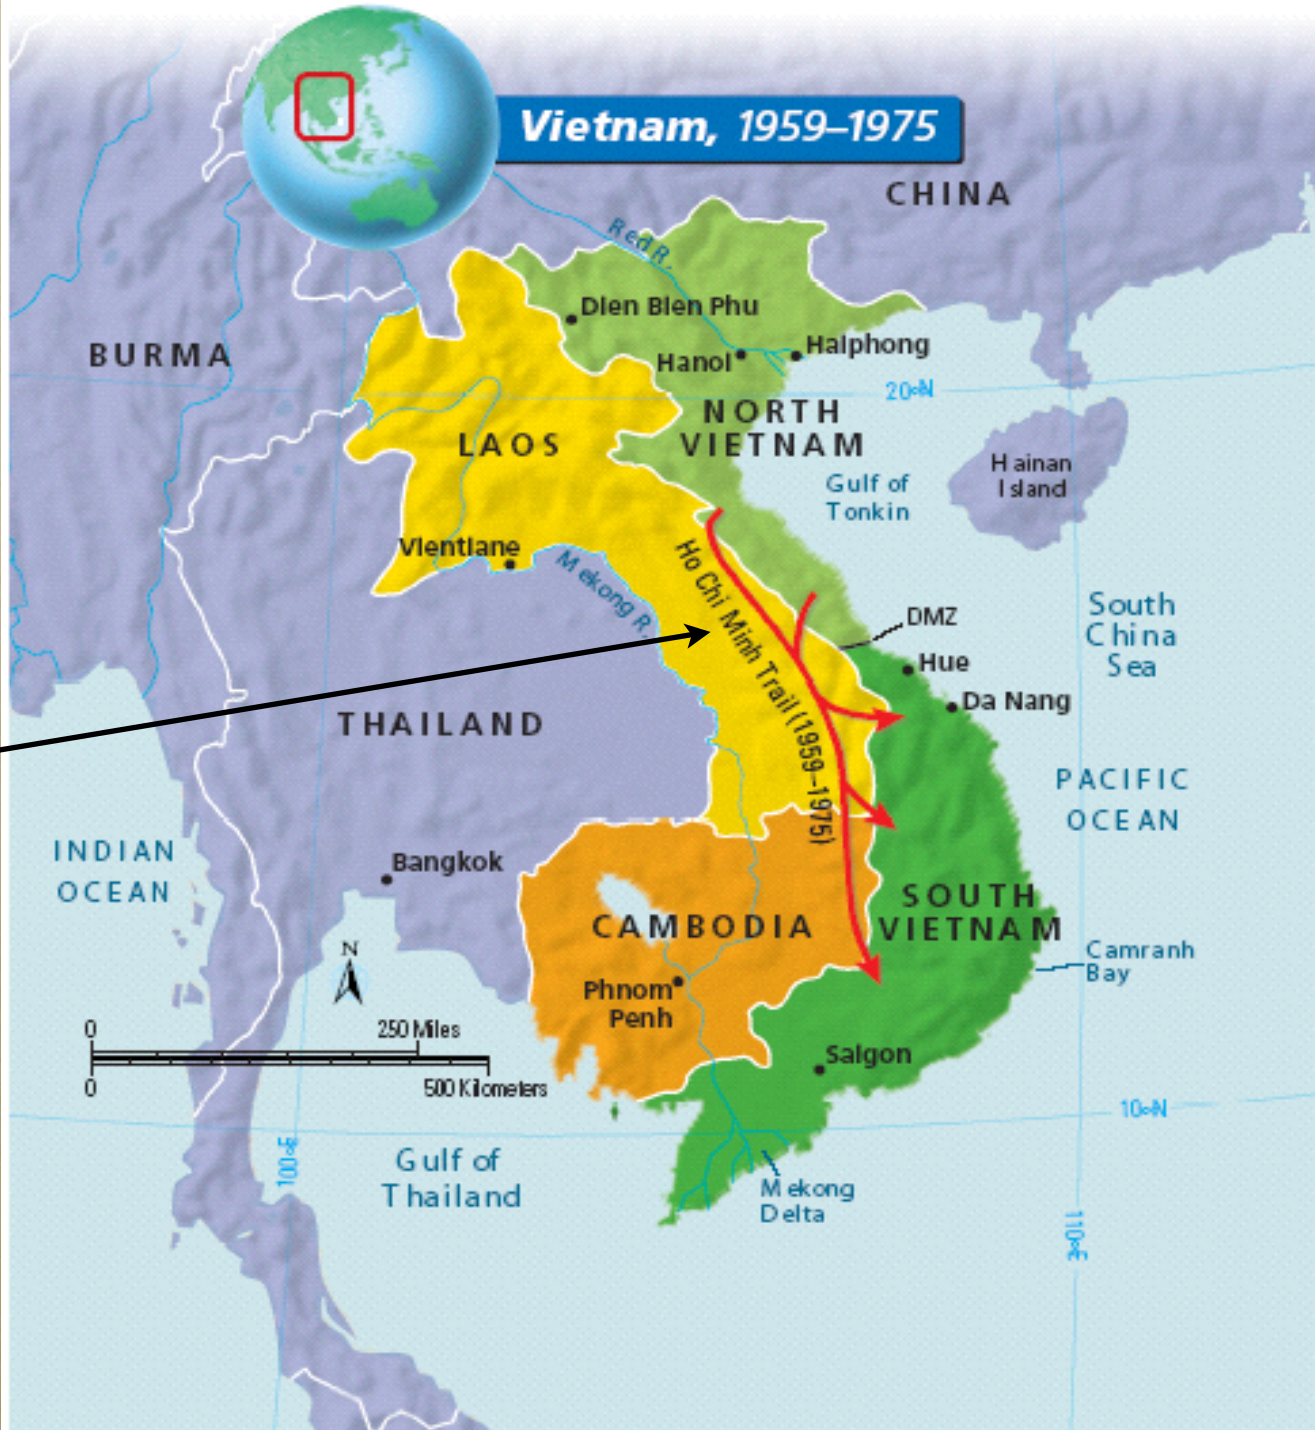 Vietnam, 1959–1975
CHINA
Red R.
Dien Bien Phu
BURMA
Hanoi
Haiphong
20°N
NORTH
VIETNAM
LAOS
Hainan
Island
Gulf of
Tonkin
Vientiane
Mekong R.
Ho Chi Minh Trail (1959–1975)
DMZ
South
China
Sea
Hue
Da Nang
THAILAND
PACIFIC
OCEAN
INDIAN
OCEAN
Bangkok
CAMBODIA
SOUTH
VIETNAM
Camranh
Bay
N
Phnom
Penh
0
250 Miles
0
500 Kilometers
Saigon
10°N
100°E
Gulf of
Thailand
Mekong
Delta
110°E